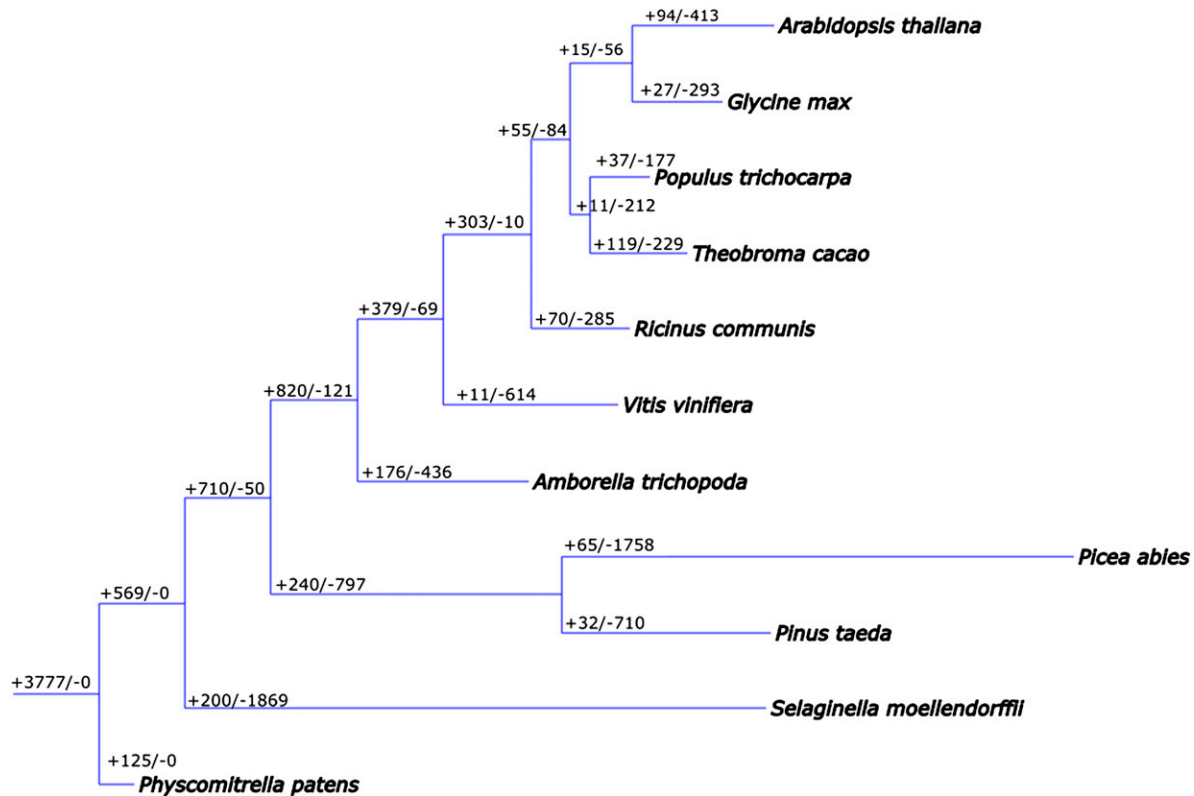 +94/-413
Arabidopsis thaliana
+15/-56
+27/-293
Glycine max
+55/-84
+37/-177
Populus trichocarpa
+11/-212
+303/-10
+119/-229
Theobroma cacao
+379/-69
+70/-285
Ricinus communis
+820/-121
+11/-614
Vitis vinifiera
+176/-436
Amborella trichopoda
+710/-50
+65/-1758
Picea abies
+240/-797
+569/-0
+32/-710
Pinus taeda
+3777/-0
+200/-1869
Selaginella moellendorffii
+125/-0
Physcomitrella patens